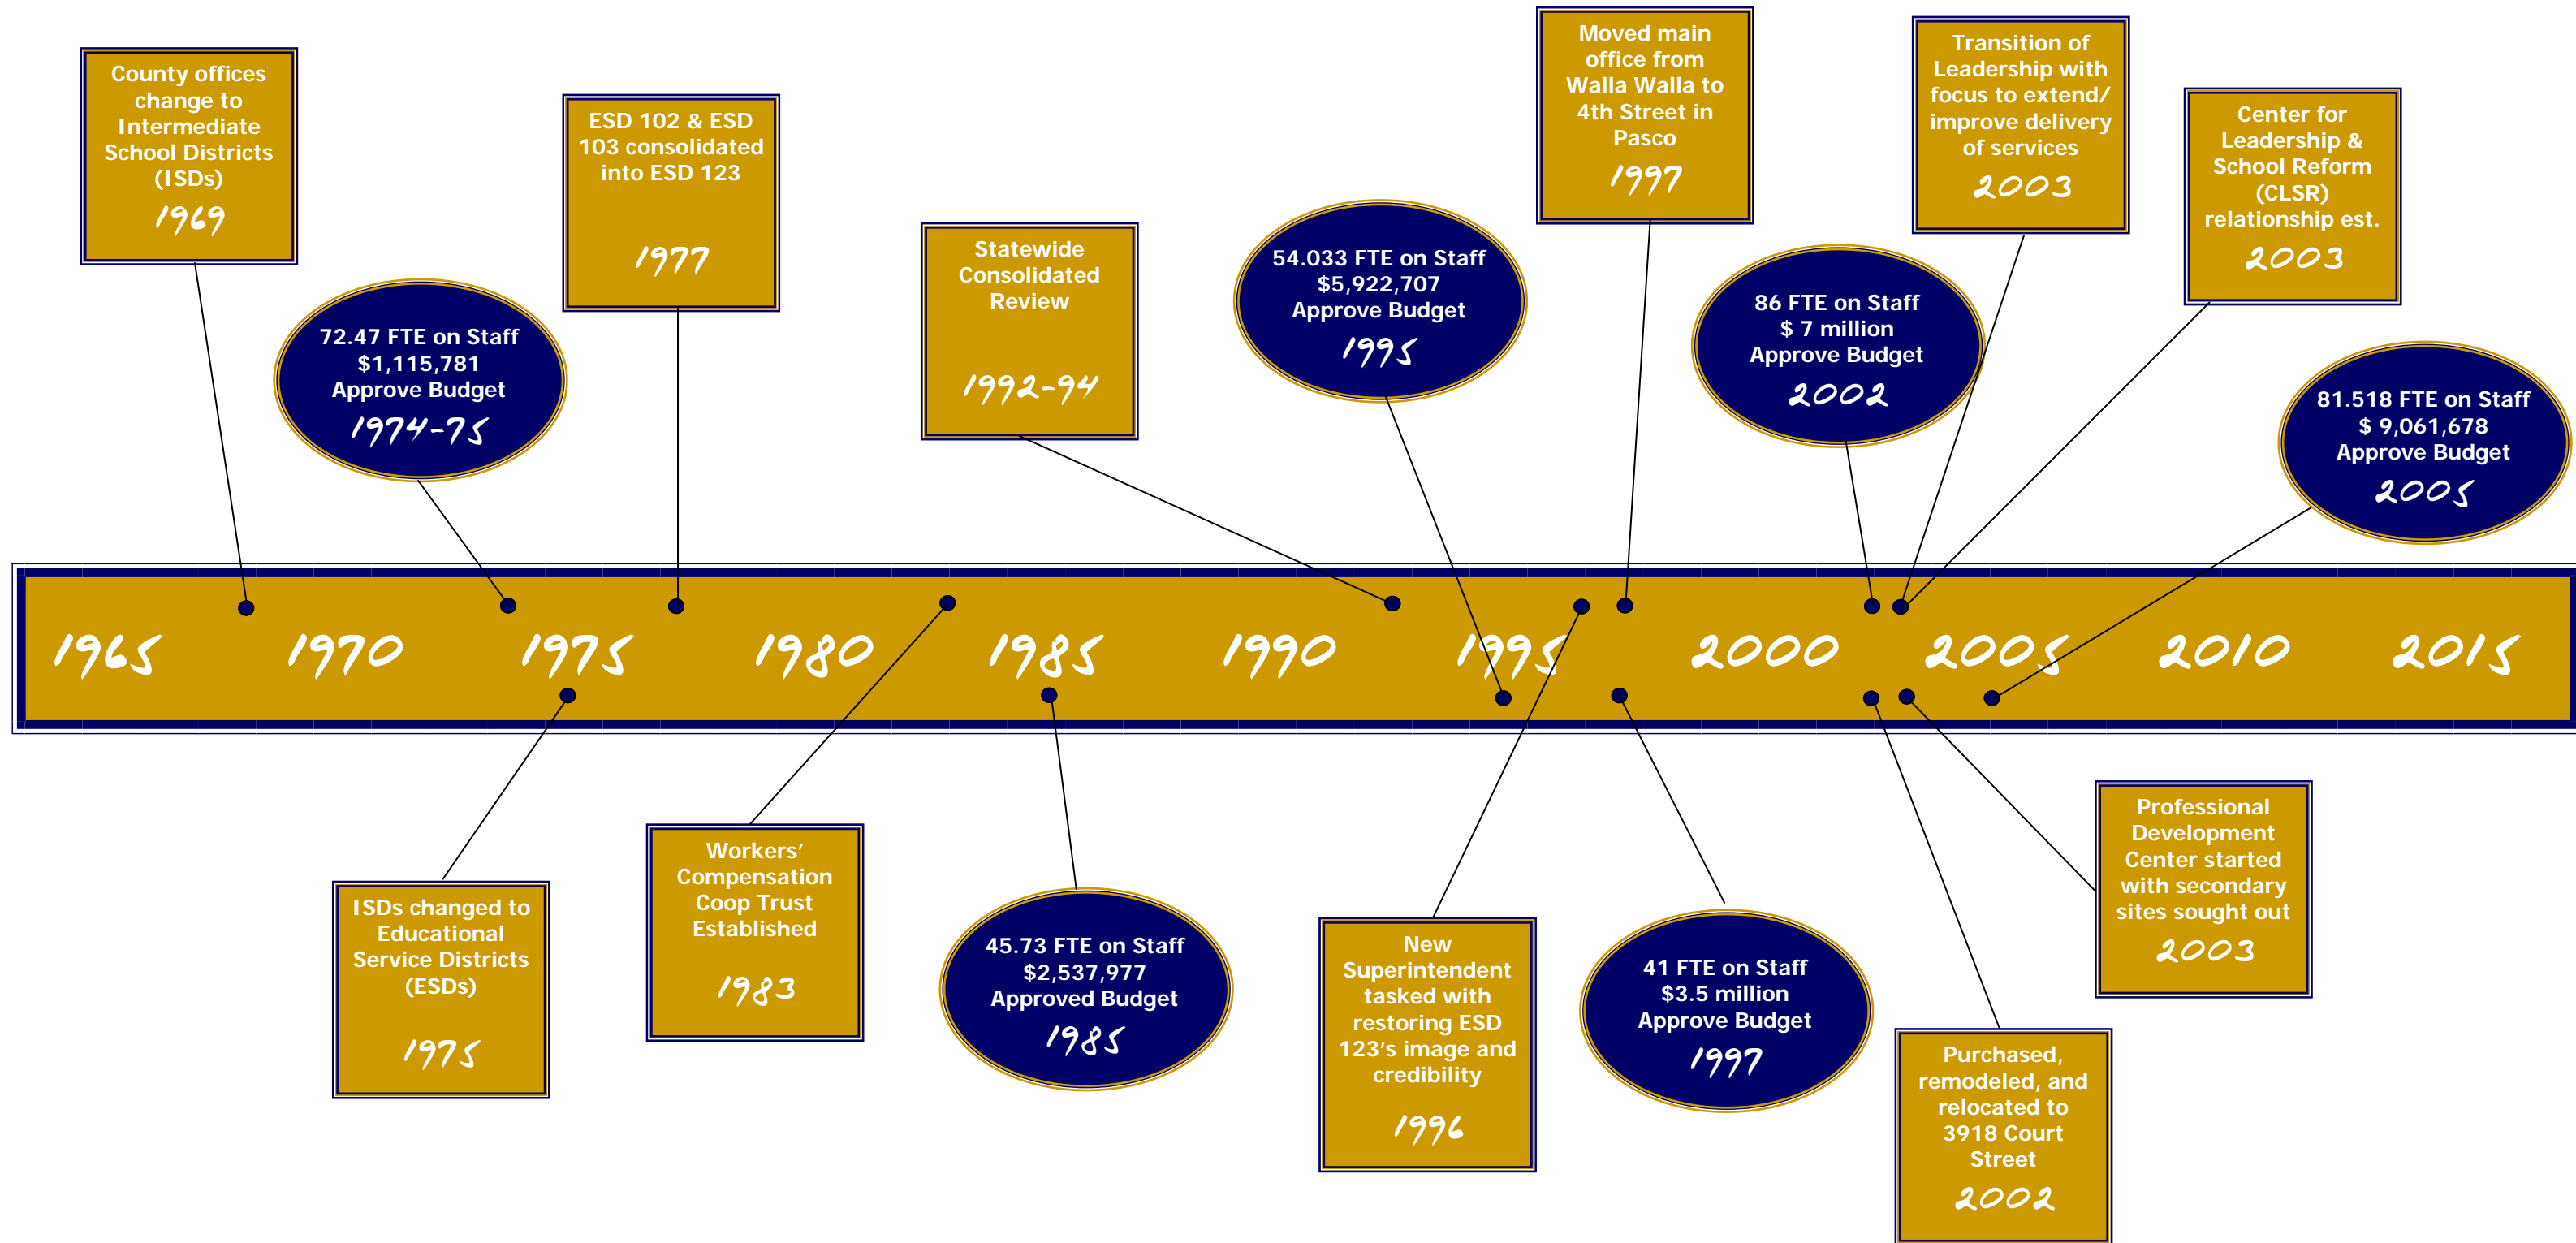 County offices
change to
Intermediate
School Districts
(ISDs)
1969
72.47 FTE on Staff
$1,115,781
Approve Budget
1974-75
ESD 102 & ESD
103 consolidated
into ESD 123
1977
Statewide
Consolidated
Review
1992-94
54.033 FTE on Staff
$5,922,707
Approve Budget
1995
Moved main
office from
Walla Walla to
4th Street in
Pasco
1997
86 FTE on Staff
$ 7 million
Approve Budget
2002
Transition of
Leadership with
focus to extend/
improve delivery
of services
2003
Center for
Leadership &
School Reform
(CLSR)
relationship est.
2003
81.518 FTE on Staff
$ 9,061,678
Approve Budget
2005
1965 1970 1975 1980 1985 1990 1995 2000 2005 2010 2015
ISDs changed to
Educational
Service Districts
(ESDs)
1975
Workers'
Compensation
Coop Trust
Established
1983
45.73 FTE on Staff
$2,537,977
Approved Budget
1985
New
Superintendent
tasked with
restoring ESD
123's image and
credibility
1996
41 FTE on Staff
$3.5 million
Approve Budget
1997
Purchased,
remodeled, and
relocated to
3918 Court
Street
2002
Professional
Development
Center started
with secondary
sites sought out
2003